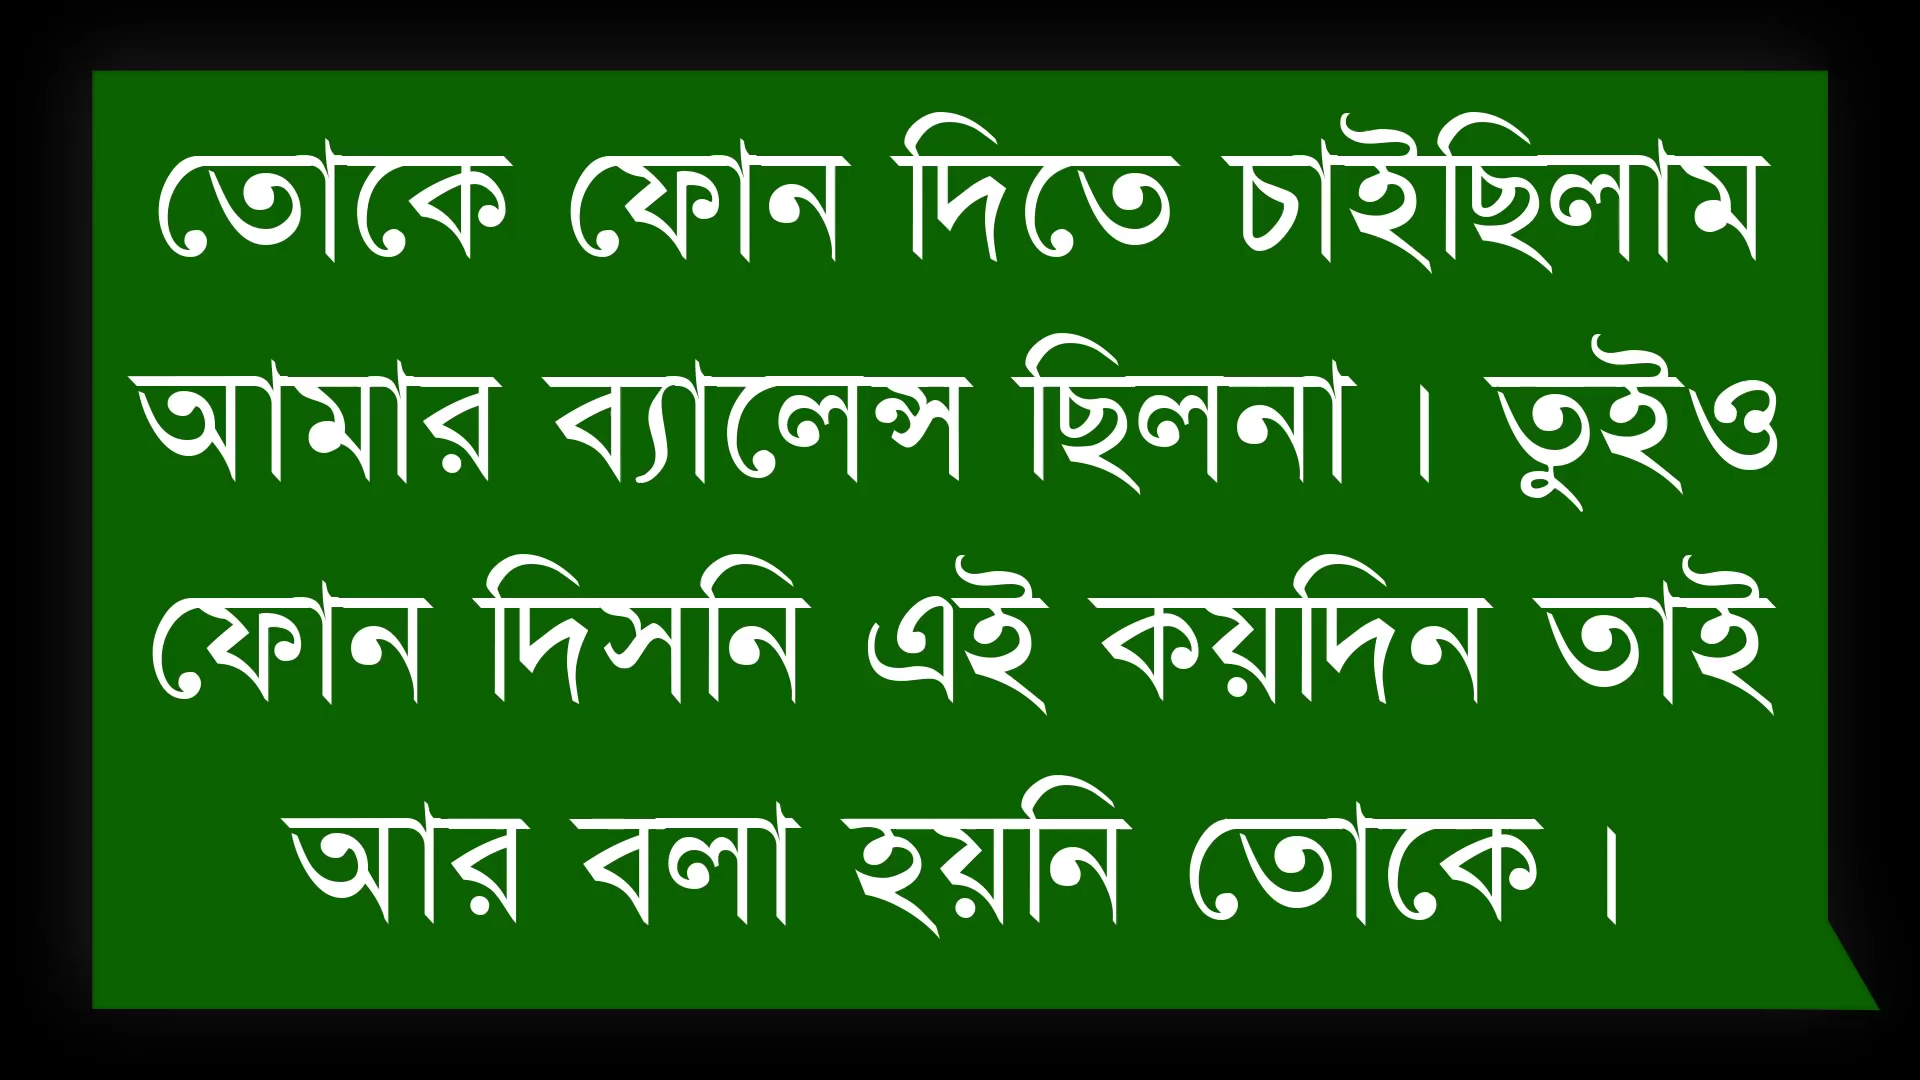 তোকে ফোন দিতে চাইছিলাম
আমার ব্যালেন্স ছিলনা । তুইও
ফোন দিসনি এই কয়দিন তাই
আর বলা হয়নি তোকে ।